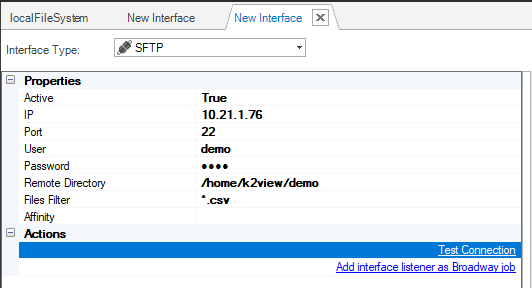 localFileSystem New Interface New Interface
Interface Type: SFTP
Properties
Active True
IP 10.21.1.76
Port 22
User demo
Password ••••
Remote Directory /home/k2view/demo
Files Filter *.csv
Affinity
Actions
Test Connection
Add interface listener as Broadway job